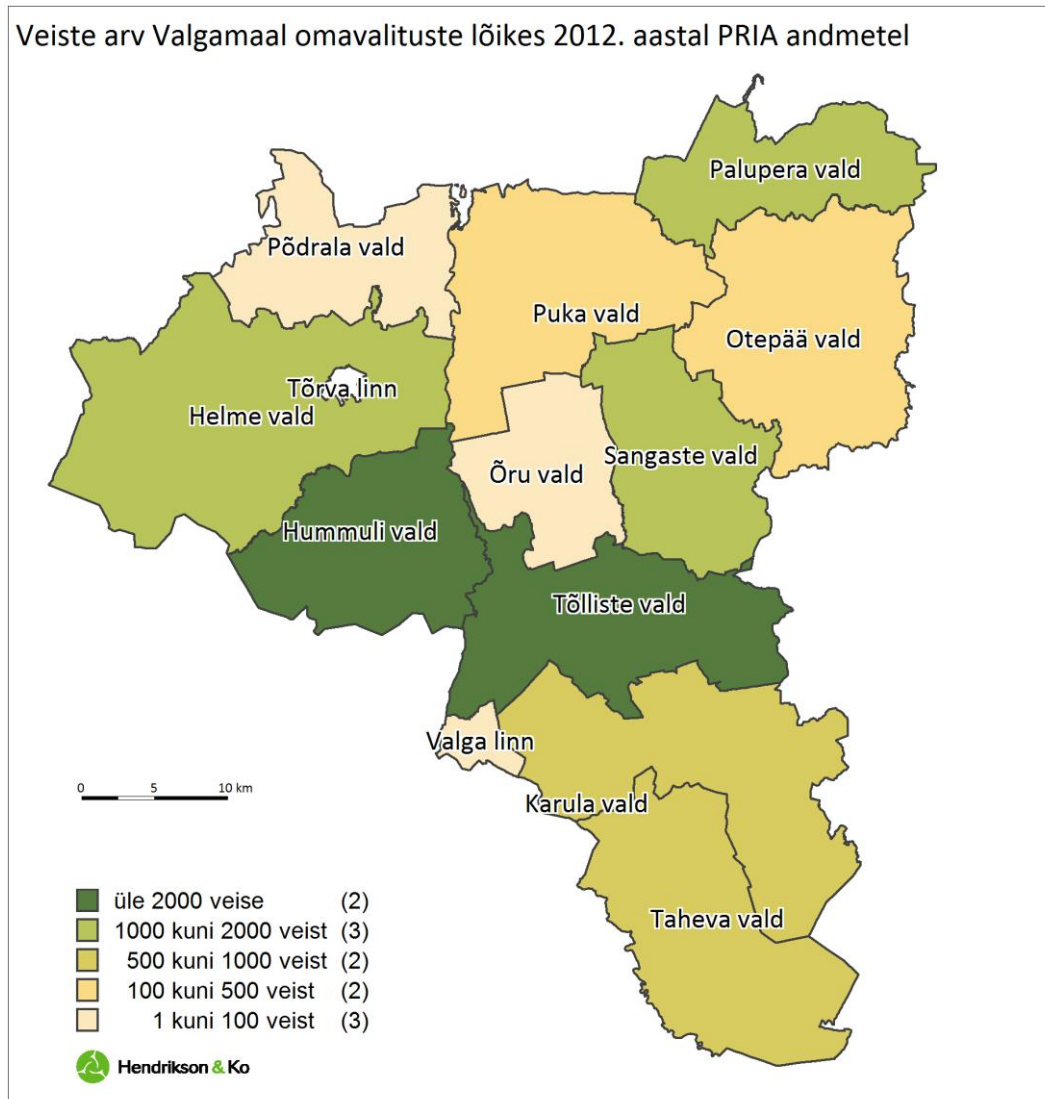 Veiste arv Valgamaal omavalituste lõikes 2012. aastal PRIA andmetel
Palupera vald
Põdrala vald
Puka vald
Otepää vald
Tõrva linn
Helme vald
Sangaste vald
Õru vald
Hummuli vald
Tõlliste vald
Valga linn
0 5 10 km
Karula vald
Taheva vald
üle 2000 veise (2)
1000 kuni 2000 veist (3)
500 kuni 1000 veist (2)
100 kuni 500 veist (2)
1 kuni 100 veist (3)
Hendrikson & Ko